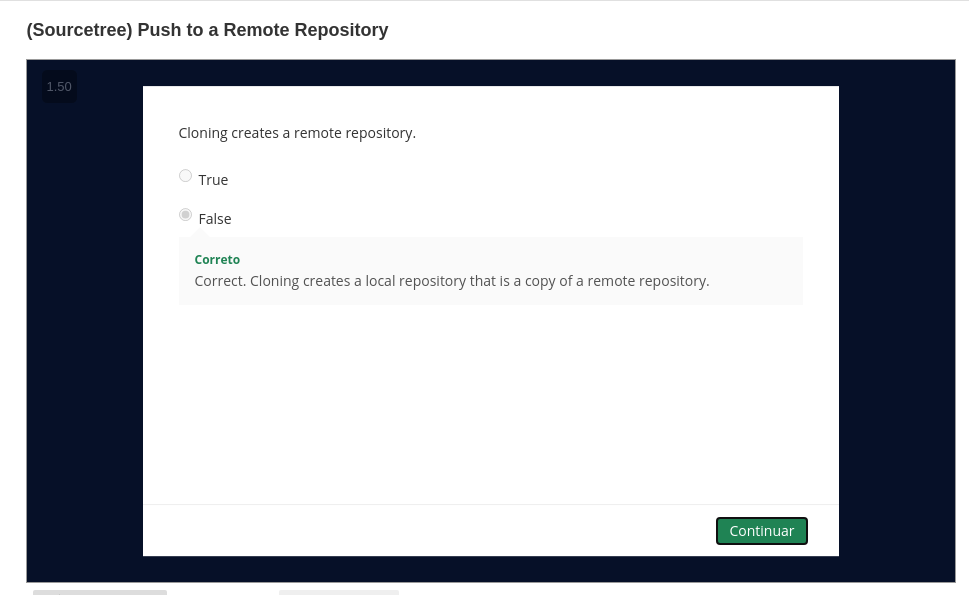 (Sourcetree) Push to a Remote Repository
1.50
Cloning creates a remote repository.
True
False
Correto
Correct. Cloning creates a local repository that is a copy of a remote repository.
Continuar